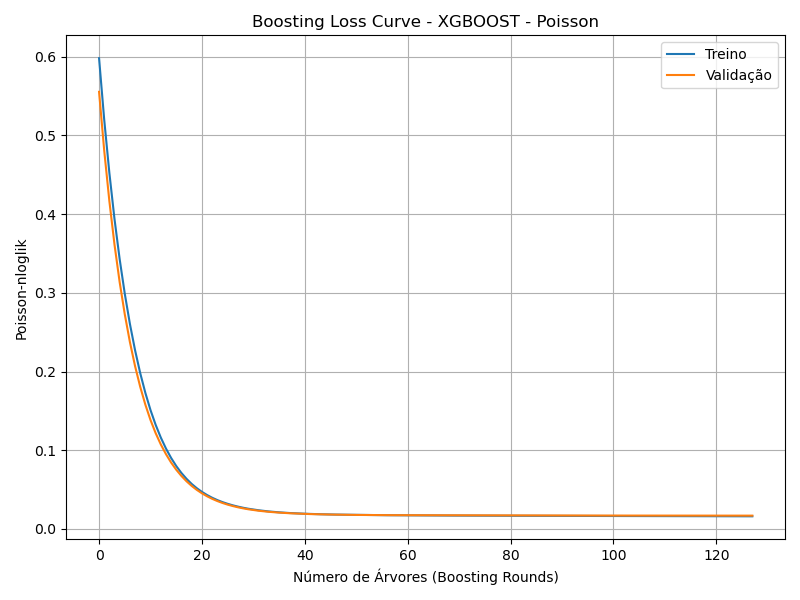 Boosting Loss Curve - XGBOOST - Poisson
Treino
Validação
Poisson-nloglik
0.6
0.5
0.4
0.3
0.2
0.1
0.0
0 20 40 60 80 100 120
Número de Árvores (Boosting Rounds)